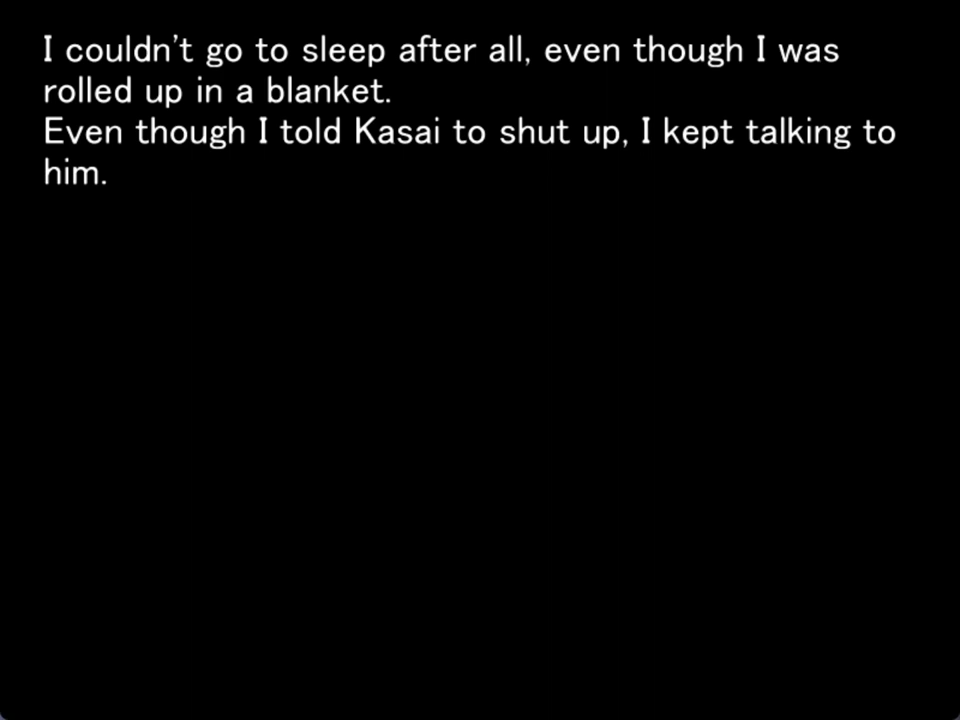 I couldn't go to sleep after all, even though I was
rolled up in a blanket.
Even though I told Kasai to shut up, I kept talking to
him.